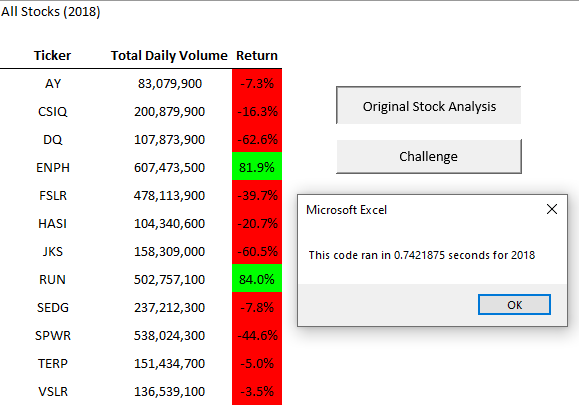 All Stocks (2018)
Ticker Total Daily Volume Return
AY 83,079,900 -7.3%
CSIQ 200,879,900 -16.3%
DQ 107,873,900 -62.6%
ENPH 607,473,500 81.9%
FSLR 478,113,900 -39.7%
HASI 104,340,600 -20.7%
JKS 158,309,000 -60.5%
RUN 502,757,100 84.0%
SEDG 237,212,300 -7.8%
SPWR 538,024,300 -44.6%
TERP 151,434,700 -5.0%
VSLR 136,539,100 -3.5%
Original Stock Analysis
Challenge
Microsoft Excel
This code ran in 0.7421875 seconds for 2018
OK